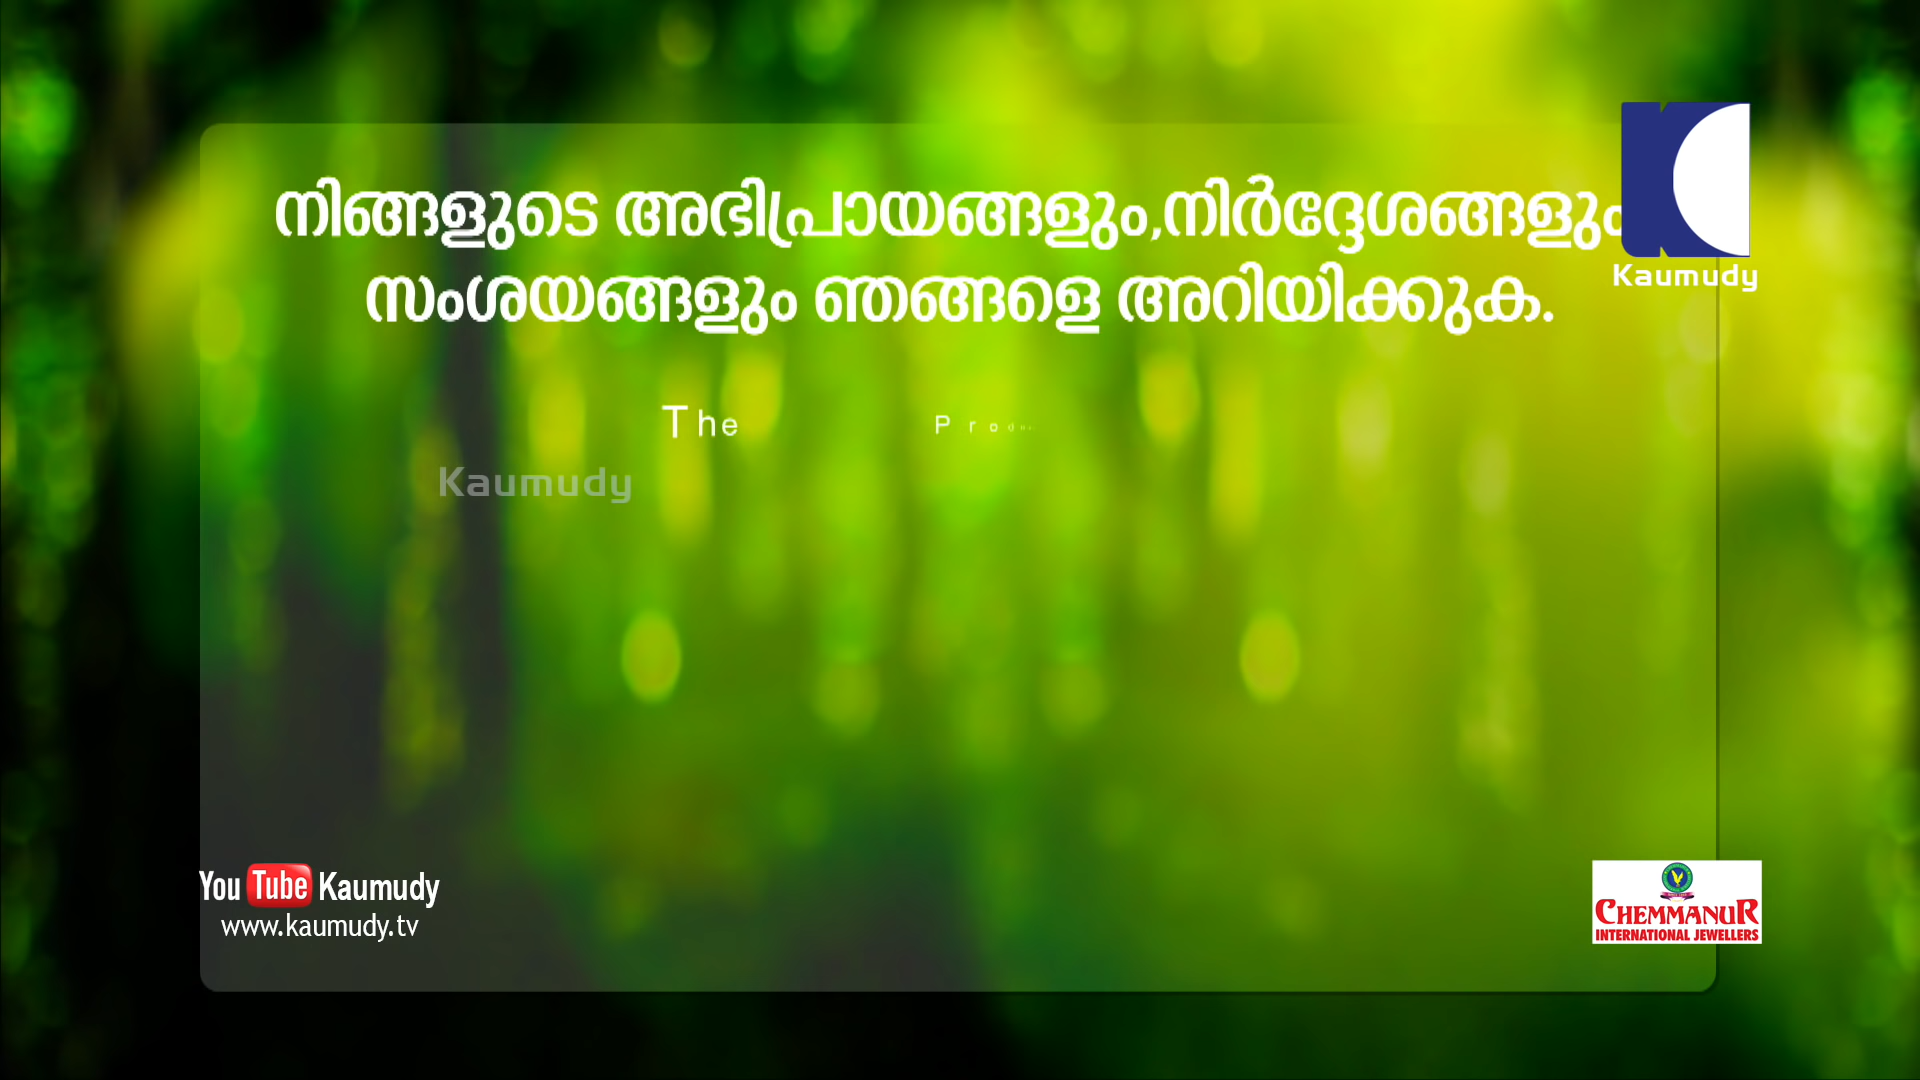 നിങ്ങളുടെ അഭിപ്രായങ്ങളും,നിർദ്ദേശങ്ങളും
സംശയങ്ങളും ഞങ്ങളെ അറിയിക്കുക.
Kaumudy
The
Kaumudy
You Tube Kaumudy
www.kaumudy.tv
CHEMMANUR
INTERNATIONAL JEWELLERS